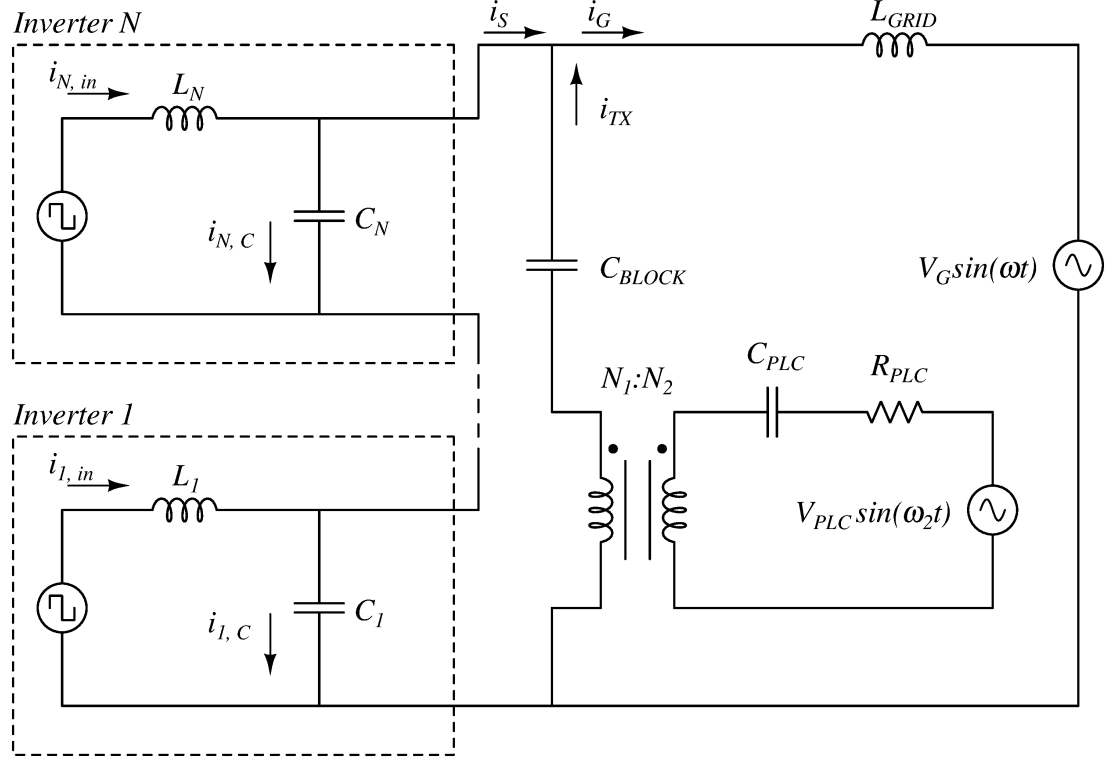 Inverter N
i_S
i_G
L_GRID
i_N, in
L_N
i_TX
C_N
i_N, C
C_BLOCK
V_G sin(ωt)
C_PLC
R_PLC
N_1:N_2
Inverter 1
i_1, in
L_1
V_PLC sin(ω_2t)
C_1
i_1, C